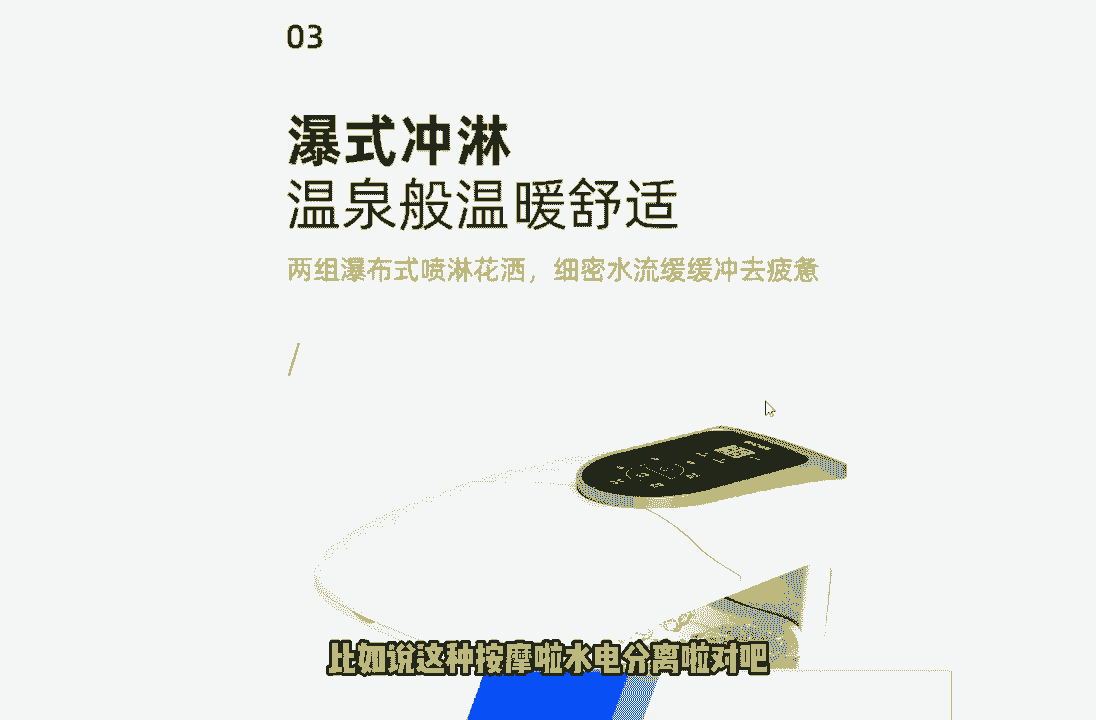 03
瀑式冲淋
温泉般温暖舒适
两组瀑布式喷淋花洒，细密水流缓缓冲去疲惫
/
比如说这种按摩啦水电分离啦对吧